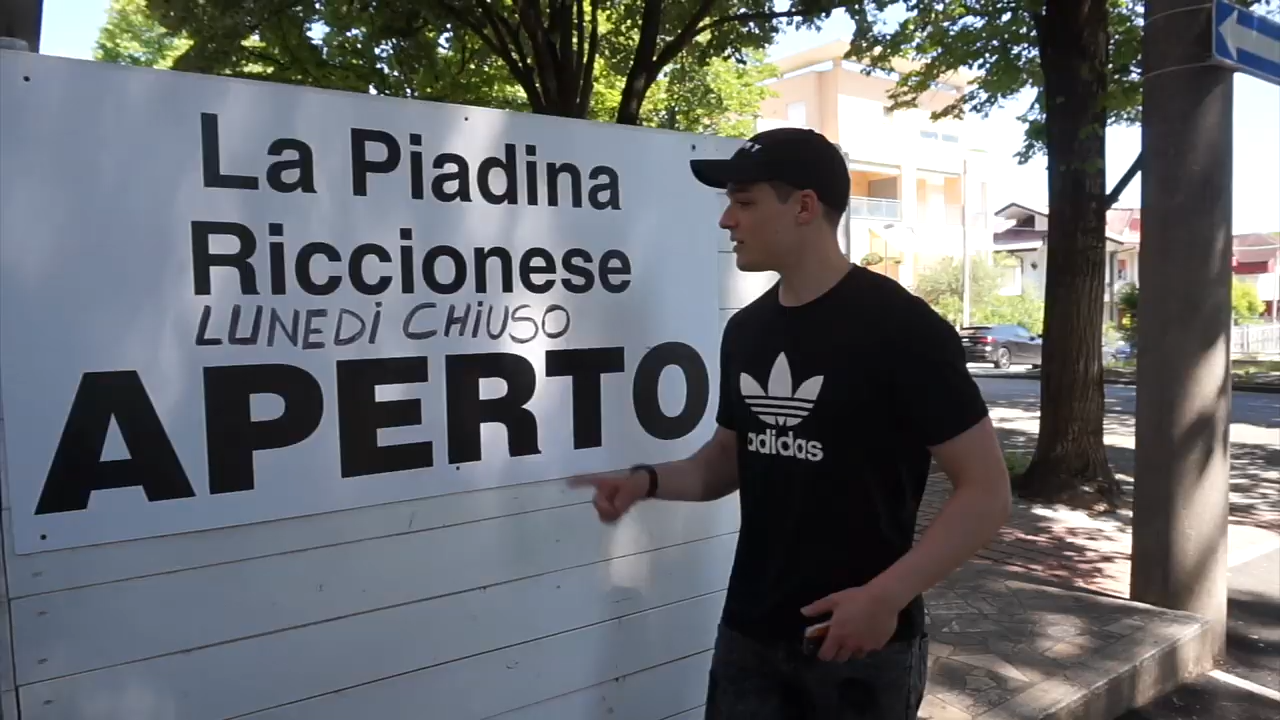 La Piadina
Riccionese
LUNEDI CHIUSO
APERTO
adidas